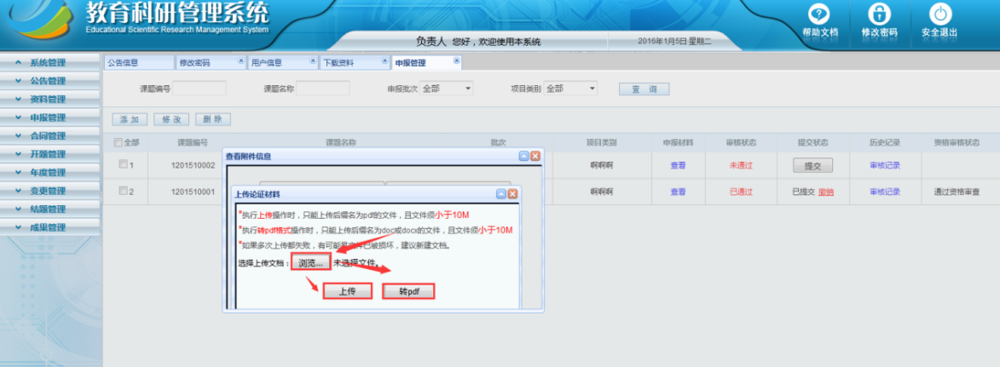 教育科研管理系统
Educational Scientific Research Management System
负责人 您好，欢迎使用本系统
2016年1月5日 星期二
帮助文档 修改密码 安全退出
系统管理
公告管理
资料管理
申报管理
合同管理
开题管理
年度管理
变更管理
结题管理
成果管理
公告信息 修改密码 用户信息 下载资料 申报管理
课题编号 课题名称 申报批次 全部 项目类别 全部 查 询
添 加 修 改 删 除
全部 课题编号 课题名称 批次 项目类别 申报材料 审核状态 提交状态 历史记录 资格审核状态
1 1201510002 啊啊啊 查看 未通过 提交 审核记录
2 1201510001 啊啊啊 查看 已通过 已提交 撤销 审核记录 通过资格审查
查看附件信息
上传论证材料
*执行上传操作时，只能上传后缀名为pdf的文件，且文件须小于10M
*执行转pdf格式操作时，只能上传后缀名为doc或docx的文件，且文件须小于10M
*如果多次上传都失败，有可能是文件已被损坏，建议新建文档。
选择上传文档： 浏览... 未选择文件。
上传 转pdf